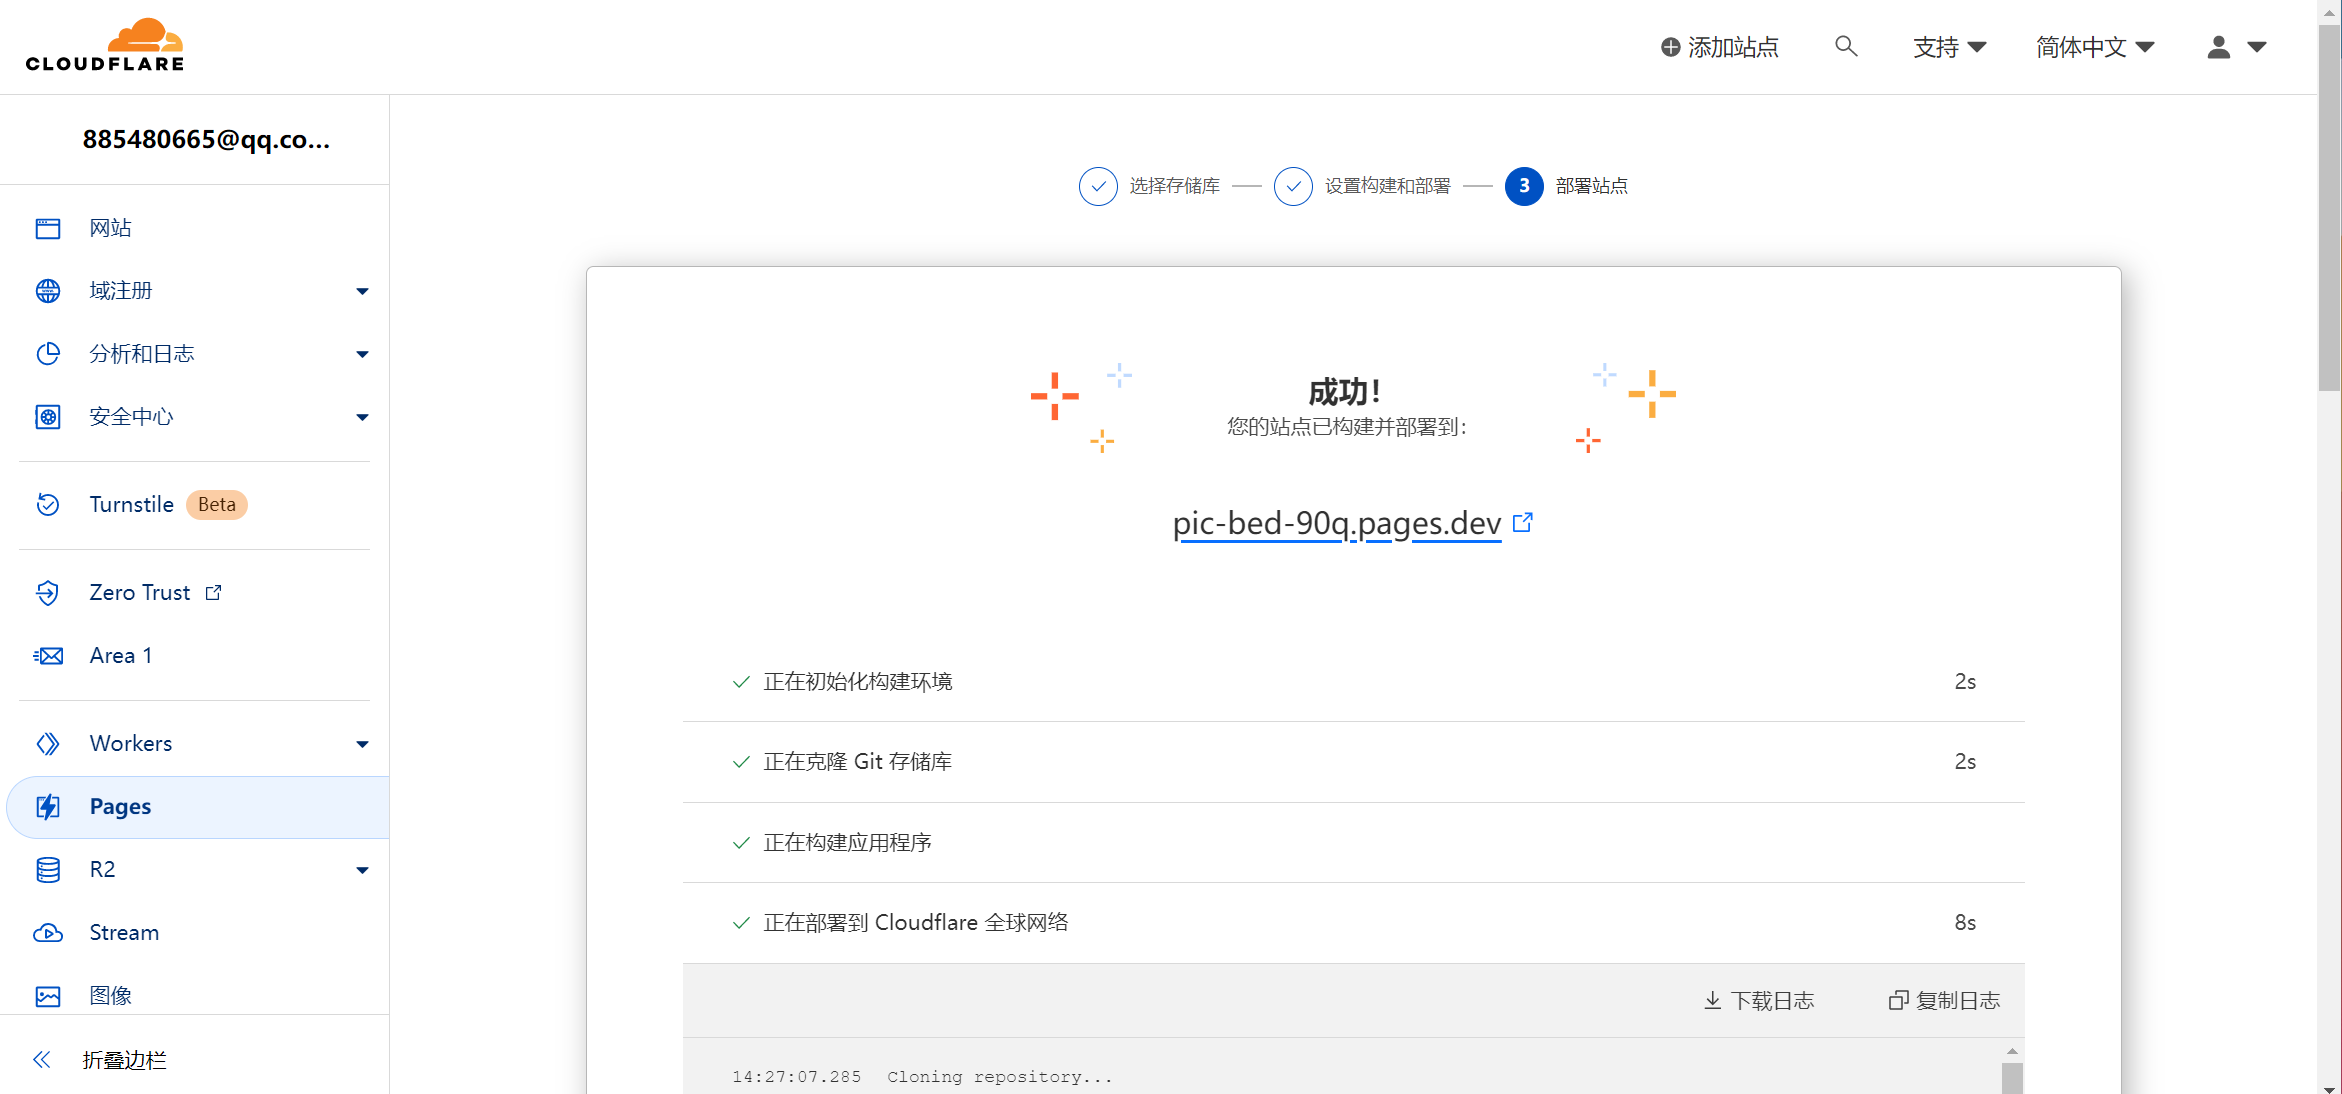 CLOUDFLARE
添加站点
支持
简体中文
885480665@qq.co...
网站
域注册
分析和日志
安全中心
Turnstile Beta
Zero Trust
Area 1
Workers
Pages
R2
Stream
图像
折叠边栏
选择存储库
设置构建和部署
3 部署站点
成功！
您的站点已构建并部署到：
pic-bed-90q.pages.dev
正在初始化构建环境 2s
正在克隆 Git 存储库 2s
正在构建应用程序
正在部署到 Cloudflare 全球网络 8s
下载日志 复制日志
14:27:07.285 Cloning repository...